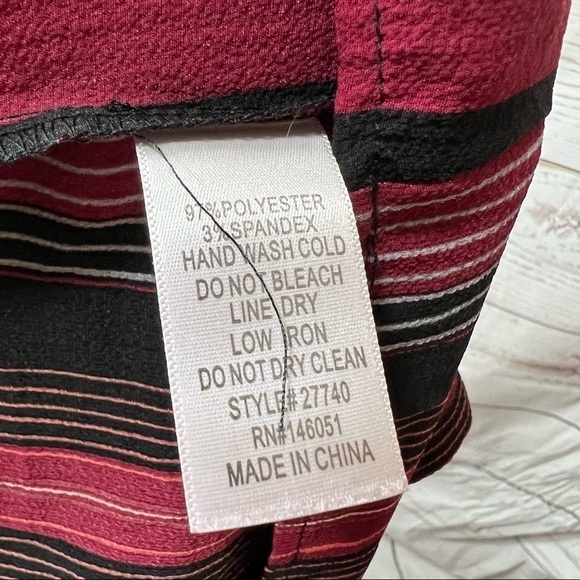 97%POLYESTER
3%SPANDEX
HAND WASH COLD
DO NOT BLEACH
LINE DRY
LOW IRON
DO NOT DRY CLEAN
STYLE# 27740
RN#146051
MADE IN CHINA